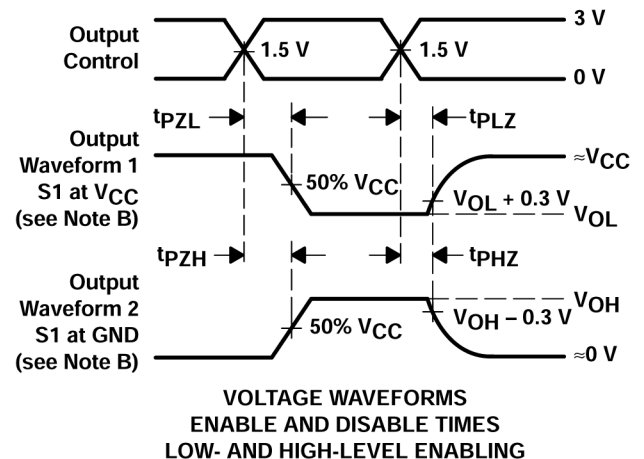 Output
Control
1.5 V
1.5 V
3 V
0 V
tPZL
tPLZ
Output
Waveform 1
S1 at VCC
(see Note B)
50% VCC
VOL + 0.3 V
≈VCC
VOL
tPZH
tPHZ
Output
Waveform 2
S1 at GND
(see Note B)
50% VCC
VOH – 0.3 V
VOH
≈0 V
VOLTAGE WAVEFORMS
ENABLE AND DISABLE TIMES
LOW- AND HIGH-LEVEL ENABLING